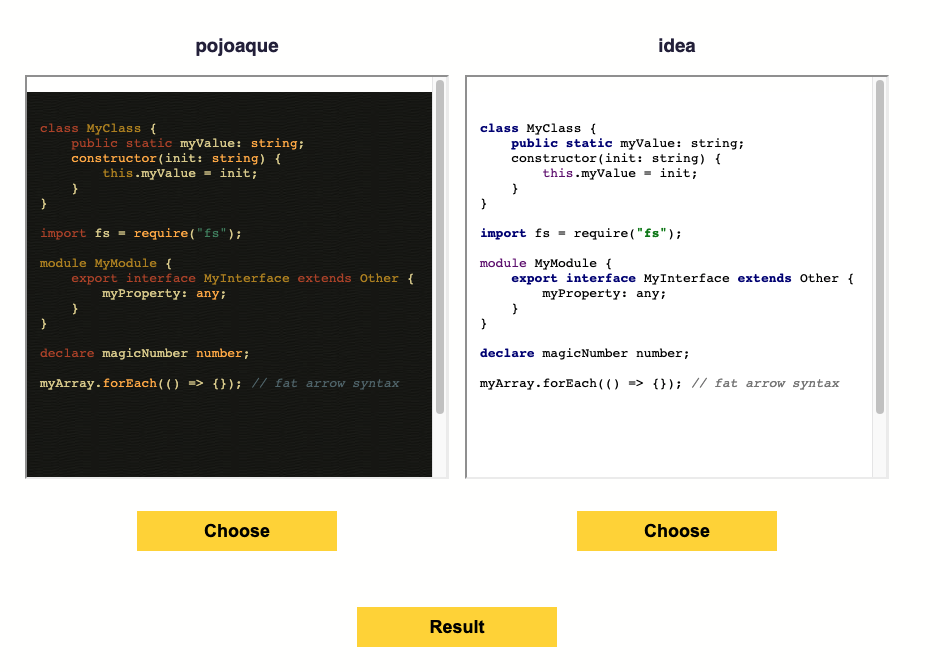 pojoaque
class MyClass {
    public static myValue: string;
    constructor(init: string) {
        this.myValue = init;
    }
}
import fs = require("fs");
module MyModule {
    export interface MyInterface extends Other {
        myProperty: any;
    }
}
declare magicNumber number;
myArray.forEach(() => {}); // fat arrow syntax
Choose
idea
class MyClass {
    public static myValue: string;
    constructor(init: string) {
        this.myValue = init;
    }
}
import fs = require("fs");
module MyModule {
    export interface MyInterface extends Other {
        myProperty: any;
    }
}
declare magicNumber number;
myArray.forEach(() => {}); // fat arrow syntax
Choose
Result